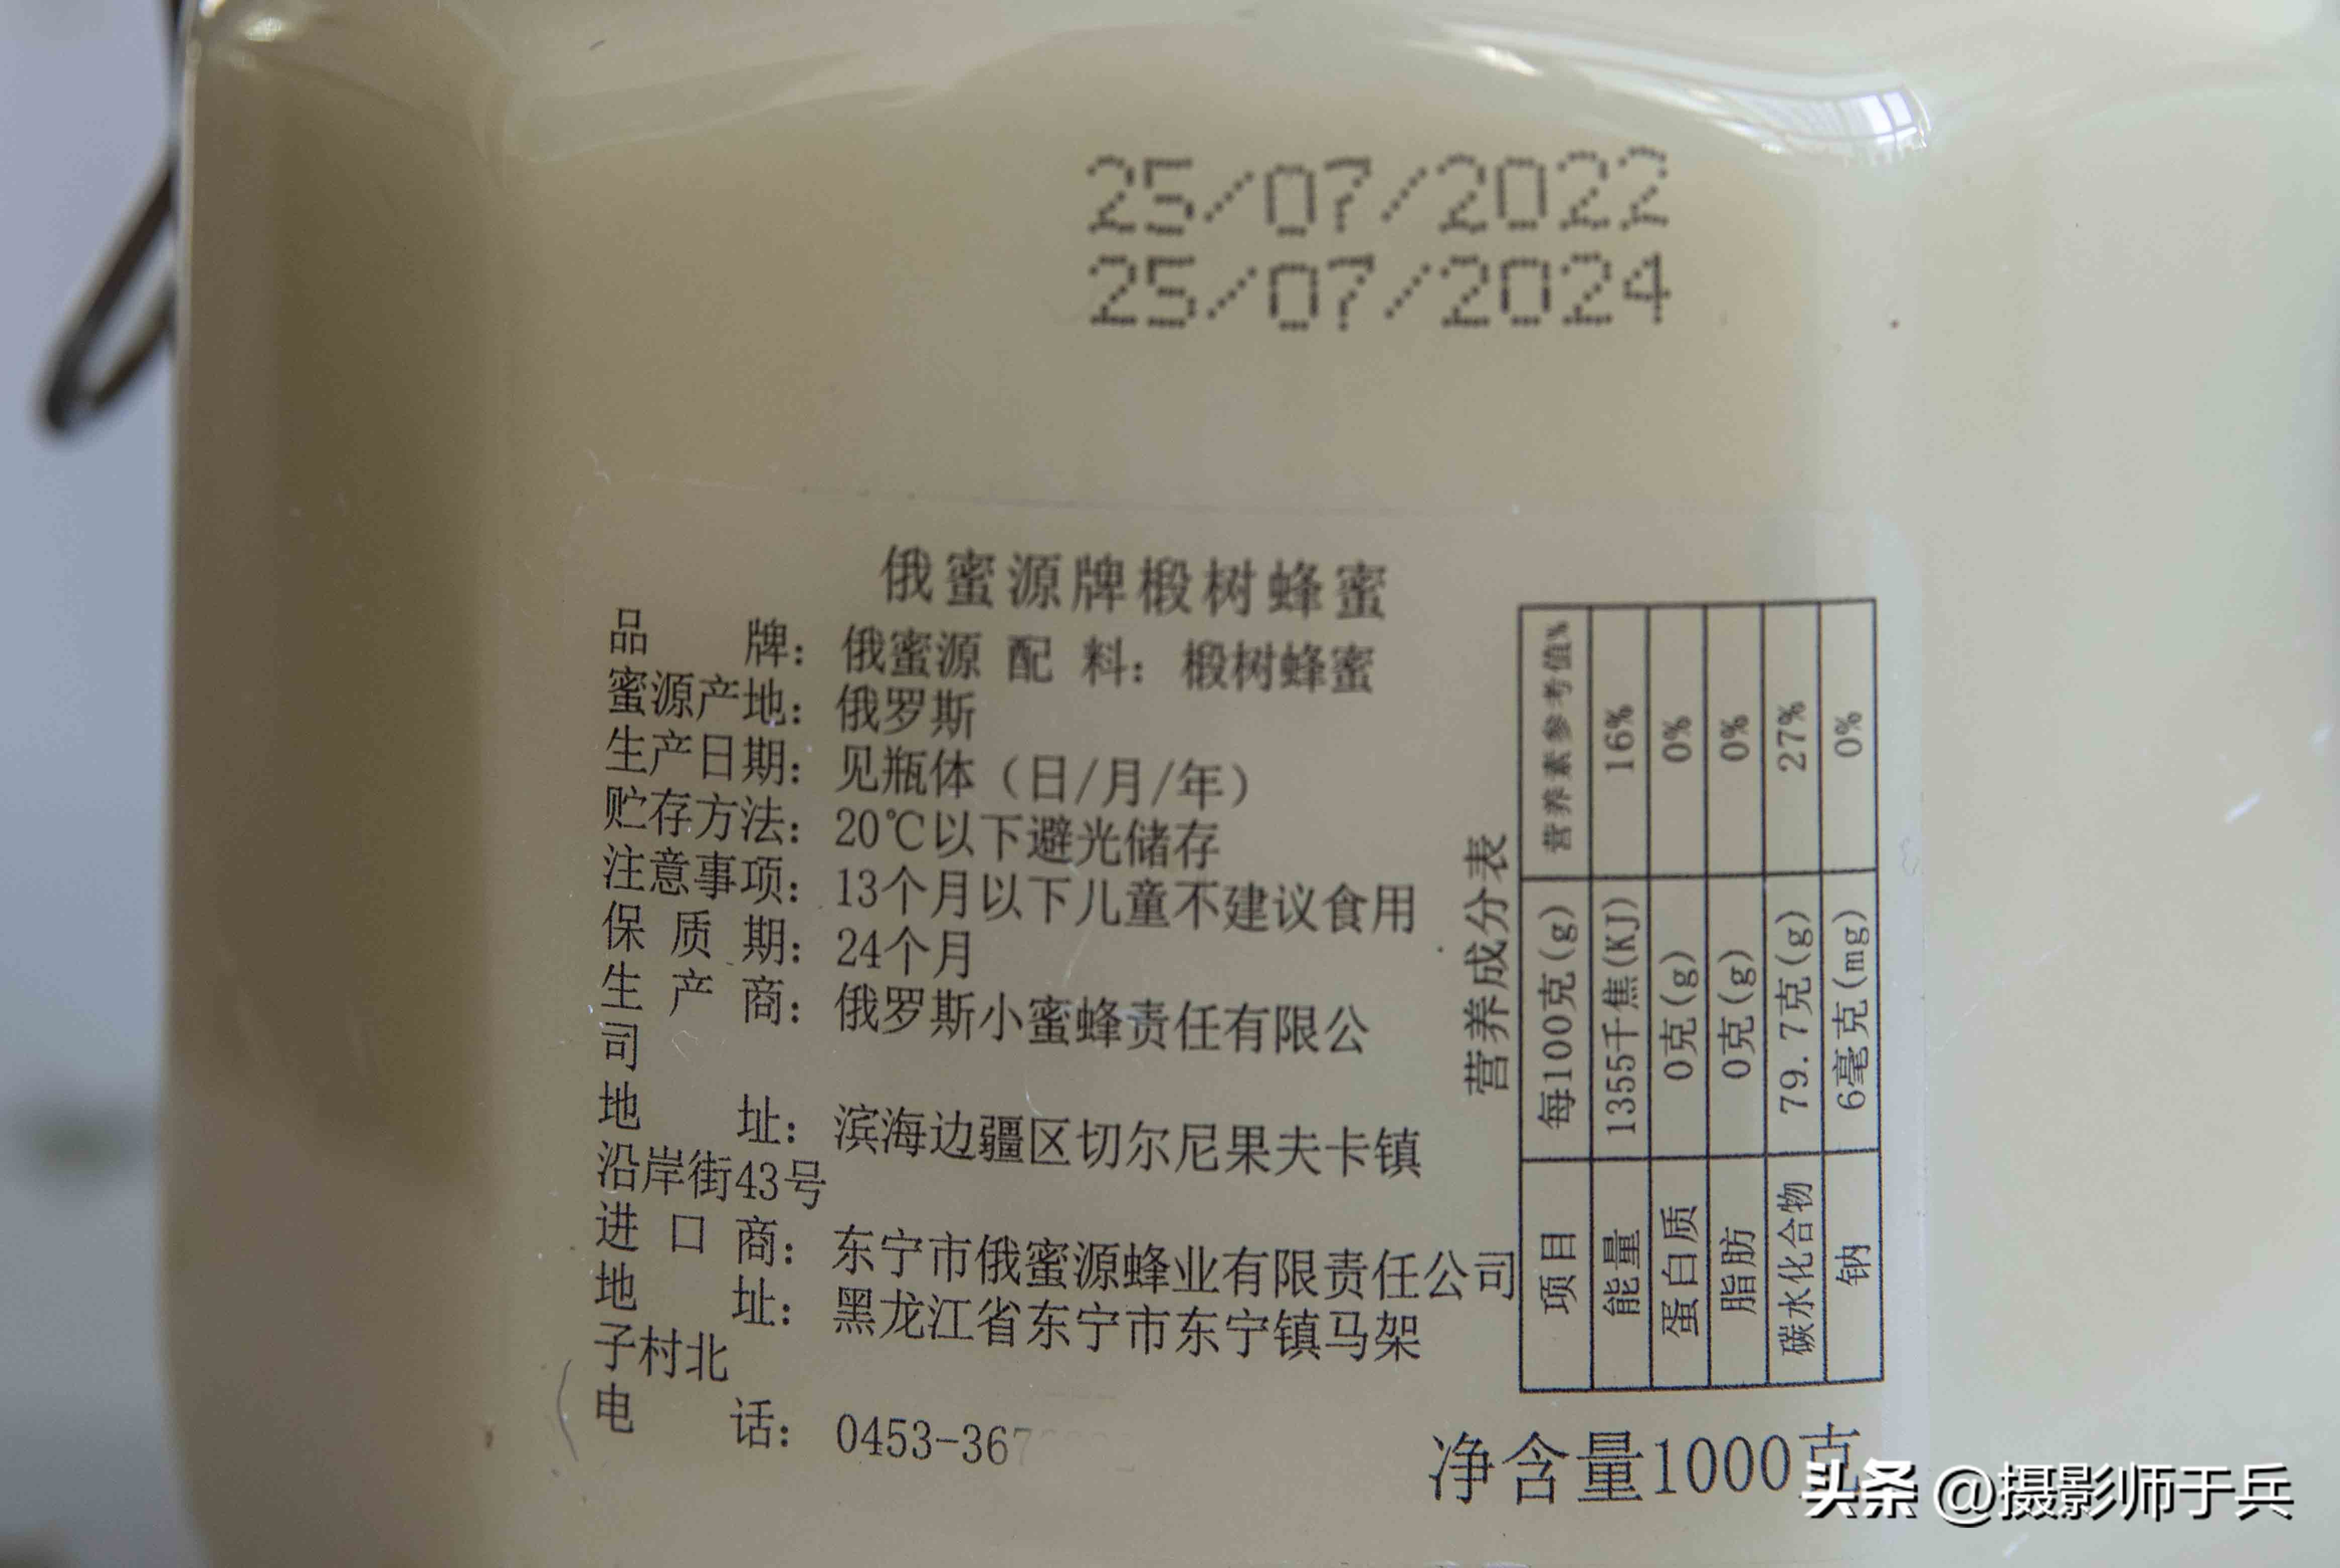 25/07/2022
25/07/2024
俄蜜源牌椴树蜂蜜
品 牌：俄蜜源 配 料：椴树蜂蜜
蜜源产地：俄罗斯
生产日期：见瓶体（日/月/年）
贮存方法：20℃以下避光储存
注意事项：13个月以下儿童不建议食用
保 质 期：24个月
生 产 商：俄罗斯小蜜蜂责任有限公
司
地 址：滨海边疆区切尔尼果夫卡镇
沿岸街43号
进 口 商：东宁市俄蜜源蜂业有限责任公司
地 址：黑龙江省东宁市东宁镇马架
子村北
电 话：0453-367
营养成分表
项目 每100克(g) 营养素参考值%
能量 1355千焦(KJ) 16%
蛋白质 0克(g) 0%
脂肪 0克(g) 0%
碳水化合物 79.7克(g) 27%
钠 6毫克(mg) 0%
净含量1000克
头条 @摄影师于兵